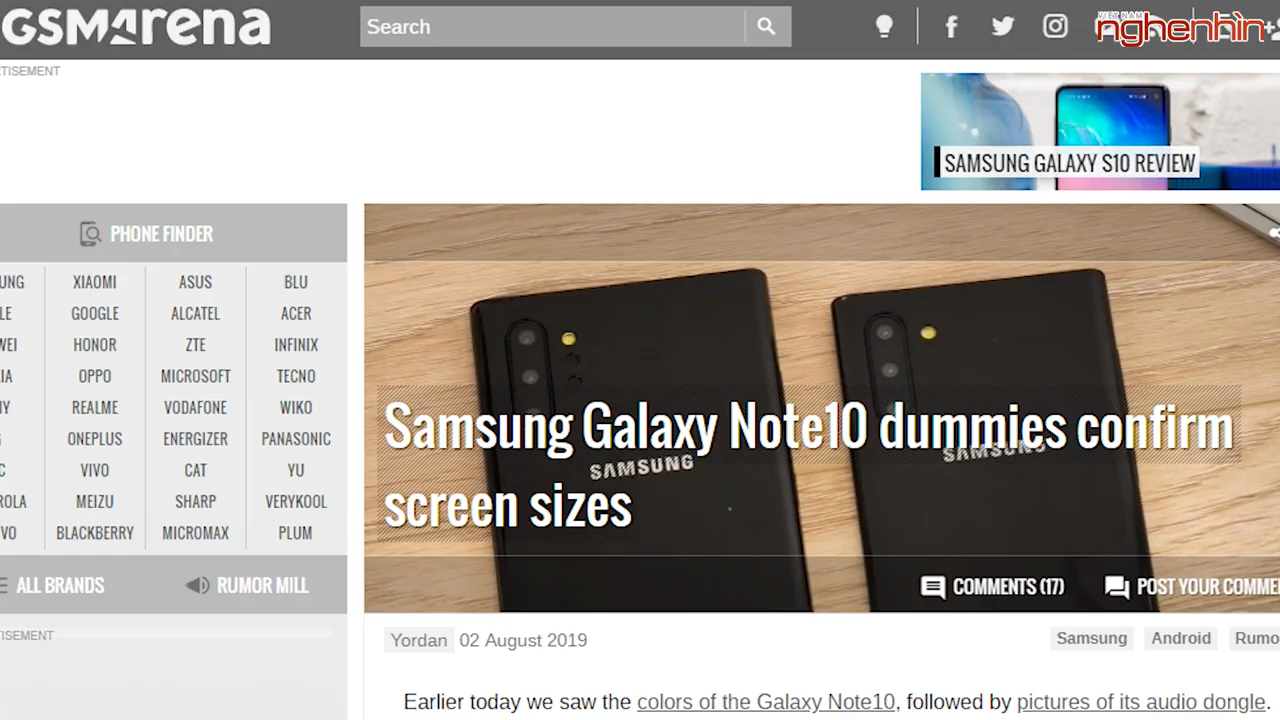 GSMArena
Search
VIỆT NAM
nghenhìn
TISEMENT
SAMSUNG GALAXY S10 REVIEW
PHONE FINDER
UNG XIAOMI ASUS BLU
LE GOOGLE ALCATEL ACER
WEI HONOR ZTE INFINIX
IA OPPO MICROSOFT TECNO
Y REALME VODAFONE WIKO
G ONEPLUS ENERGIZER PANASONIC
C VIVO CAT YU
ROLA MEIZU SHARP VERYKOOL
VO BLACKBERRY MICROMAX PLUM
ALL BRANDS RUMOR MILL
TISEMENT
SAMSUNG SAMSUNG
Samsung Galaxy Note10 dummies confirm
screen sizes
COMMENTS (17) POST YOUR COMME
Yordan 02 August 2019 Samsung Android Rumo
Earlier today we saw the colors of the Galaxy Note10, followed by pictures of its audio dongle.